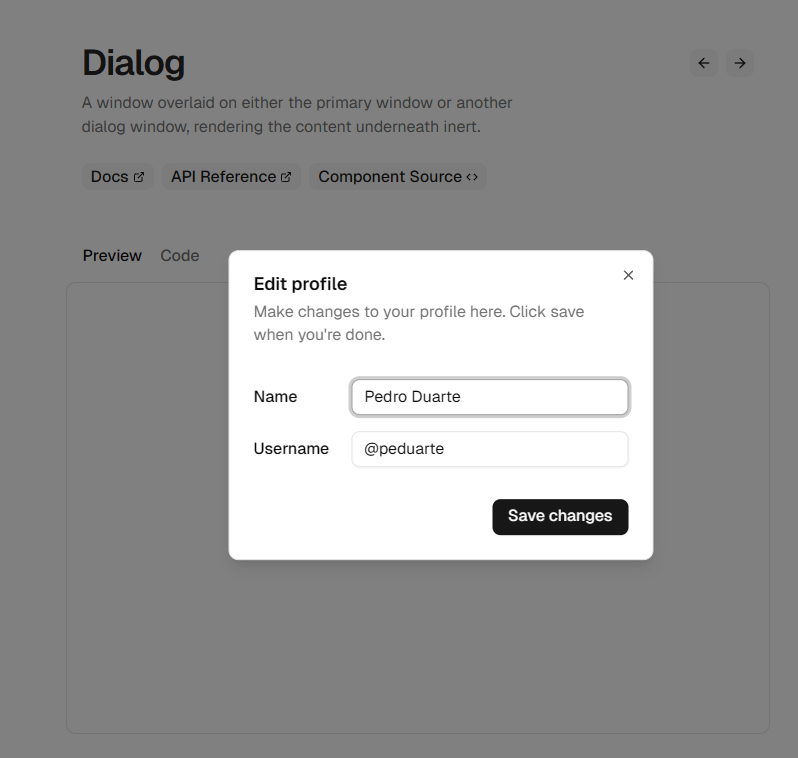 Dialog
A window overlaid on either the primary window or another
dialog window, rendering the content underneath inert.
Docs
API Reference
Component Source
Preview
Code
Edit profile
Make changes to your profile here. Click save
when you're done.
Name
Pedro Duarte
Username
@peduarte
Save changes